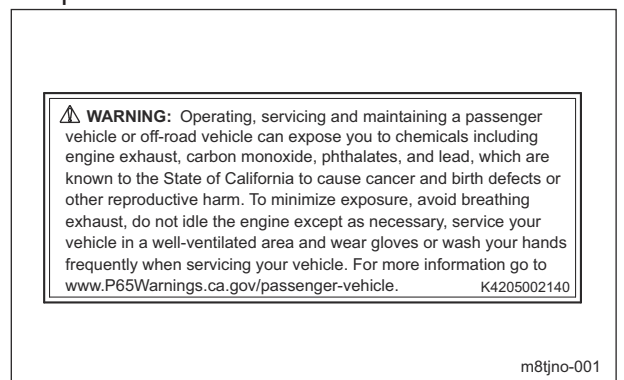 ⚠ WARNING: Operating, servicing and maintaining a passenger
vehicle or off-road vehicle can expose you to chemicals including
engine exhaust, carbon monoxide, phthalates, and lead, which are
known to the State of California to cause cancer and birth defects or
other reproductive harm. To minimize exposure, avoid breathing
exhaust, do not idle the engine except as necessary, service your
vehicle in a well-ventilated area and wear gloves or wash your hands
frequently when servicing your vehicle. For more information go to
www.P65Warnings.ca.gov/passenger-vehicle. K4205002140
m8tjno-001